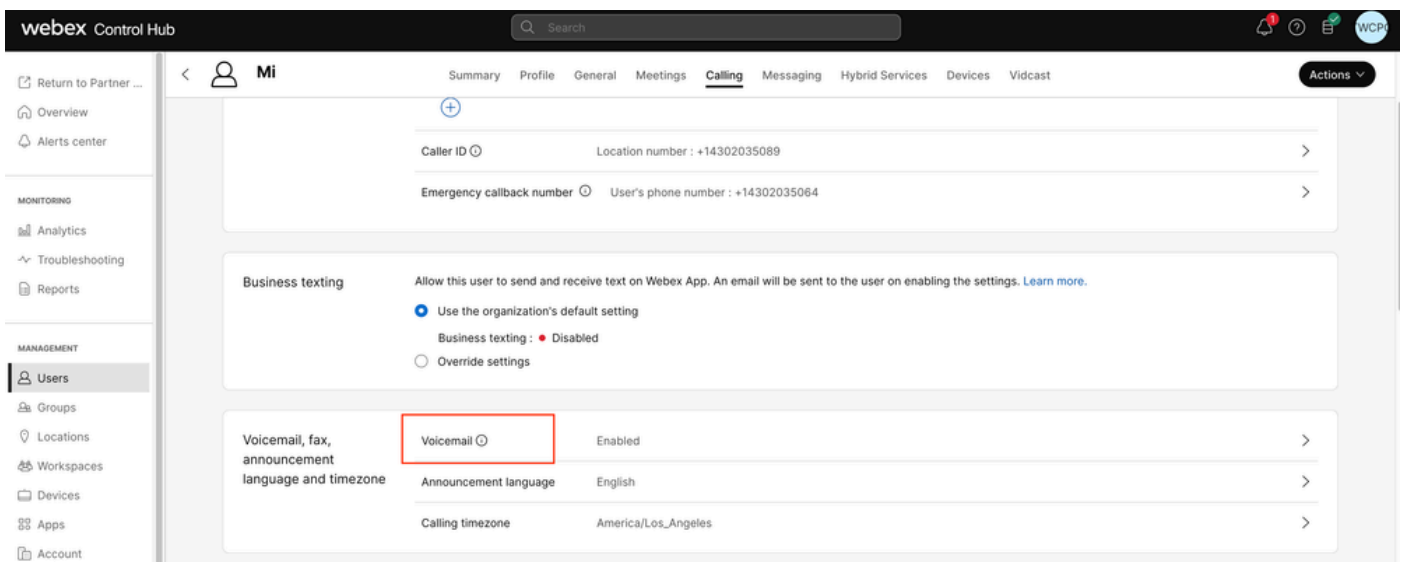 webex Control Hub
Search
WCP
Return to Partner ...
Overview
Alerts center
MONITORING
Analytics
Troubleshooting
Reports
MANAGEMENT
Users
Groups
Locations
Workspaces
Devices
Apps
Account
Mi
Summary Profile General Meetings Calling Messaging Hybrid Services Devices Vidcast
Actions
Caller ID Location number : +14302035089
Emergency callback number User's phone number : +14302035064
Business texting
Allow this user to send and receive text on Webex App. An email will be sent to the user on enabling the settings. Learn more.
Use the organization's default setting
Business texting : Disabled
Override settings
Voicemail, fax,
announcement
language and timezone
Voicemail Enabled
Announcement language English
Calling timezone America/Los_Angeles